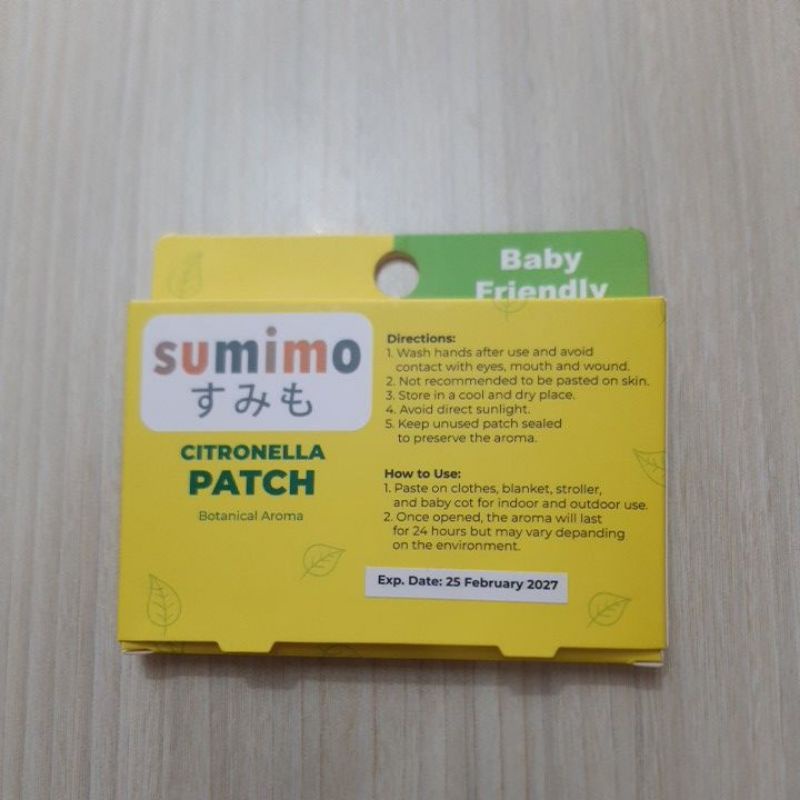 Baby
Friendly
sumimo
すみも
CITRONELLA
PATCH
Botanical Aroma
Directions:
1. Wash hands after use and avoid
contact with eyes, mouth and wound.
2. Not recommended to be pasted on skin.
3. Store in a cool and dry place.
4. Avoid direct sunlight.
5. Keep unused patch sealed
to preserve the aroma.
How to Use:
1. Paste on clothes, blanket, stroller,
and baby cot for indoor and outdoor use.
2. Once opened, the aroma will last
for 24 hours but may vary depanding
on the environment.
Exp. Date: 25 February 2027